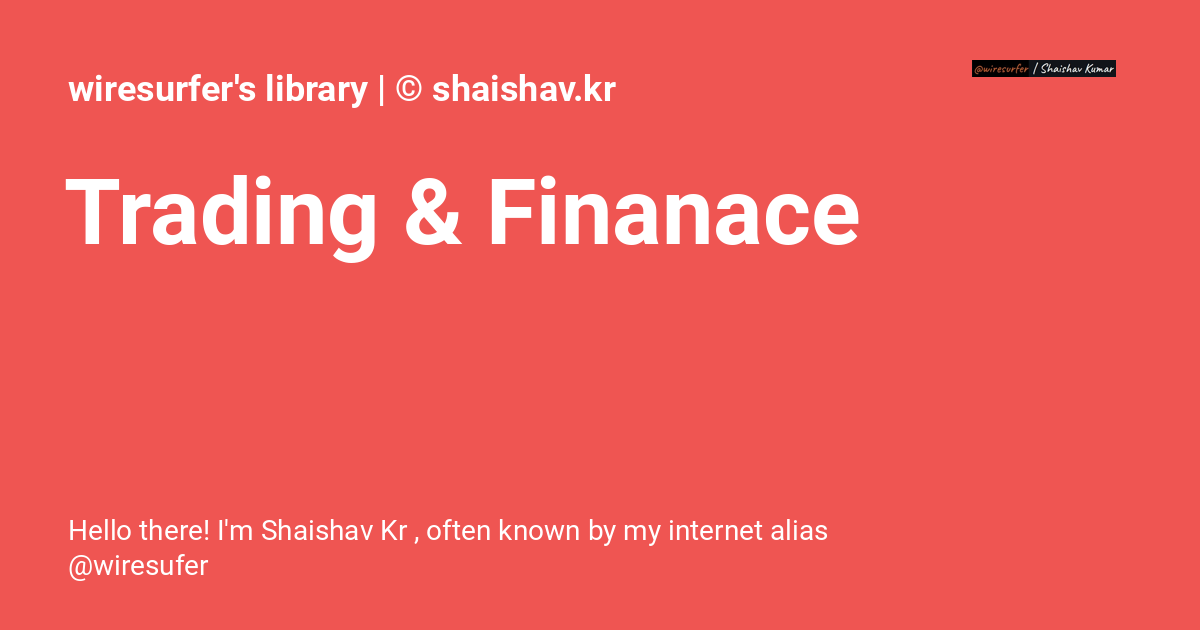 wiresurfer's library | © shaishav.kr
@wiresurfer | Shaishav Kumar
Trading & Finanace
Hello there! I'm Shaishav Kr , often known by my internet alias
@wiresufer